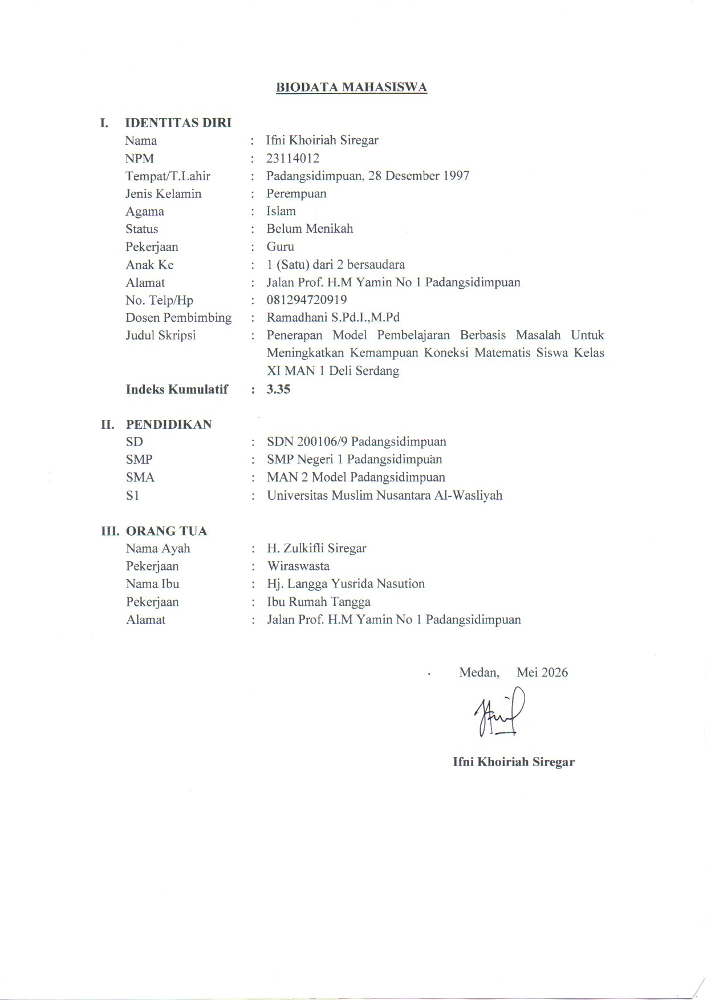 BIODATA MAHASISWA
I. IDENTITAS DIRI
Nama : Ifni Khoiriah Siregar
NPM : 23114012
Tempat/T.Lahir : Padangsidimpuan, 28 Desember 1997
Jenis Kelamin : Perempuan
Agama : Islam
Status : Belum Menikah
Pekerjaan : Guru
Anak Ke : 1 (Satu) dari 2 bersaudara
Alamat : Jalan Prof. H.M Yamin No 1 Padangsidimpuan
No. Telp/Hp : 081294720919
Dosen Pembimbing : Ramadhani S.Pd.I.,M.Pd
Judul Skripsi : Penerapan Model Pembelajaran Berbasis Masalah Untuk
Meningkatkan Kemampuan Koneksi Matematis Siswa Kelas
XI MAN 1 Deli Serdang
Indeks Kumulatif : 3.35
II. PENDIDIKAN
SD : SDN 200106/9 Padangsidimpuan
SMP : SMP Negeri 1 Padangsidimpuan
SMA : MAN 2 Model Padangsidimpuan
S1 : Universitas Muslim Nusantara Al-Wasliyah
III. ORANG TUA
Nama Ayah : H. Zulkifli Siregar
Pekerjaan : Wiraswasta
Nama Ibu : Hj. Langga Yusrida Nasution
Pekerjaan : Ibu Rumah Tangga
Alamat : Jalan Prof. H.M Yamin No 1 Padangsidimpuan
Medan, Mei 2026
Ifni Khoiriah Siregar